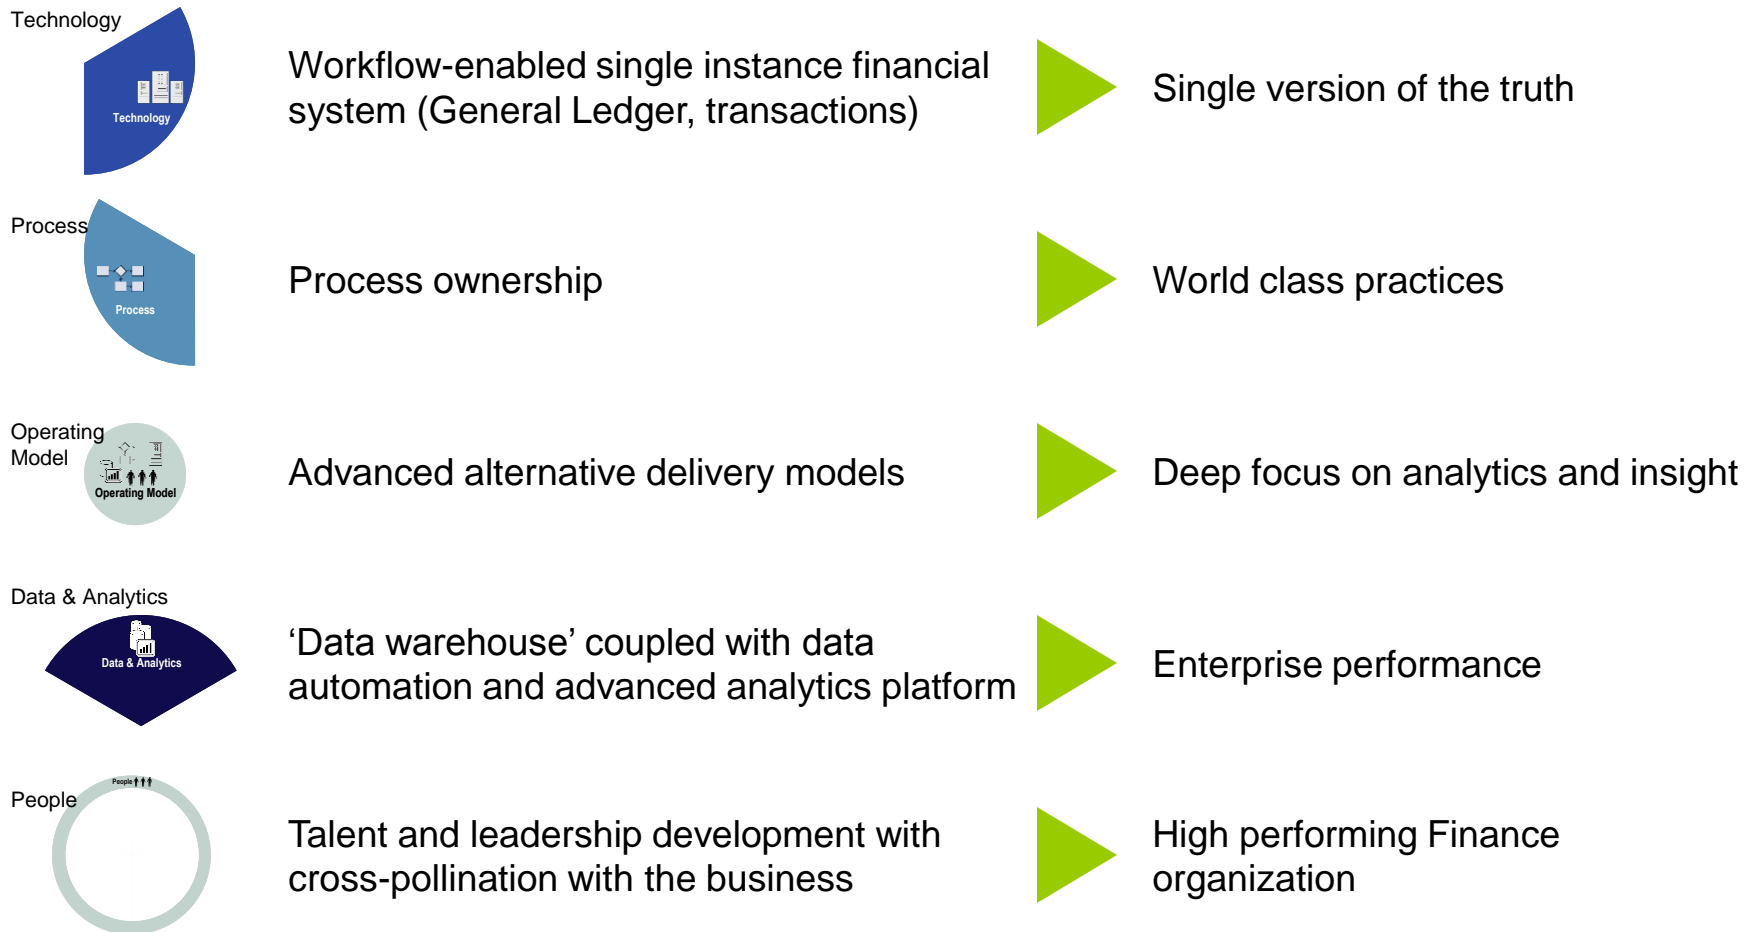 Technology
Technology
Workflow-enabled single instance financial
system (General Ledger, transactions)
Single version of the truth
Process
Process
Process ownership
World class practices
Operating
Model
Operating Model
Advanced alternative delivery models
Deep focus on analytics and insight
Data & Analytics
Data & Analytics
‘Data warehouse’ coupled with data
automation and advanced analytics platform
Enterprise performance
People
People
Talent and leadership development with
cross-pollination with the business
High performing Finance
organization